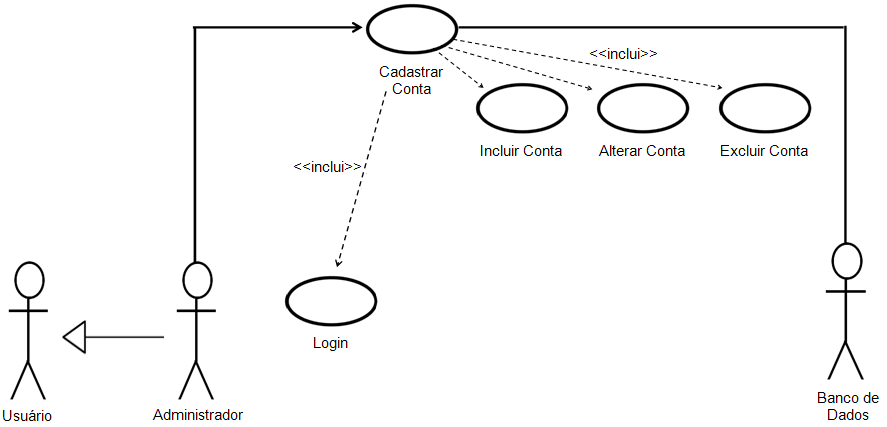 <<inclui>>
Cadastrar
Conta
Incluir Conta
Alterar Conta
Excluir Conta
<<inclui>>
Login
Usuário
Administrador
Banco de
Dados